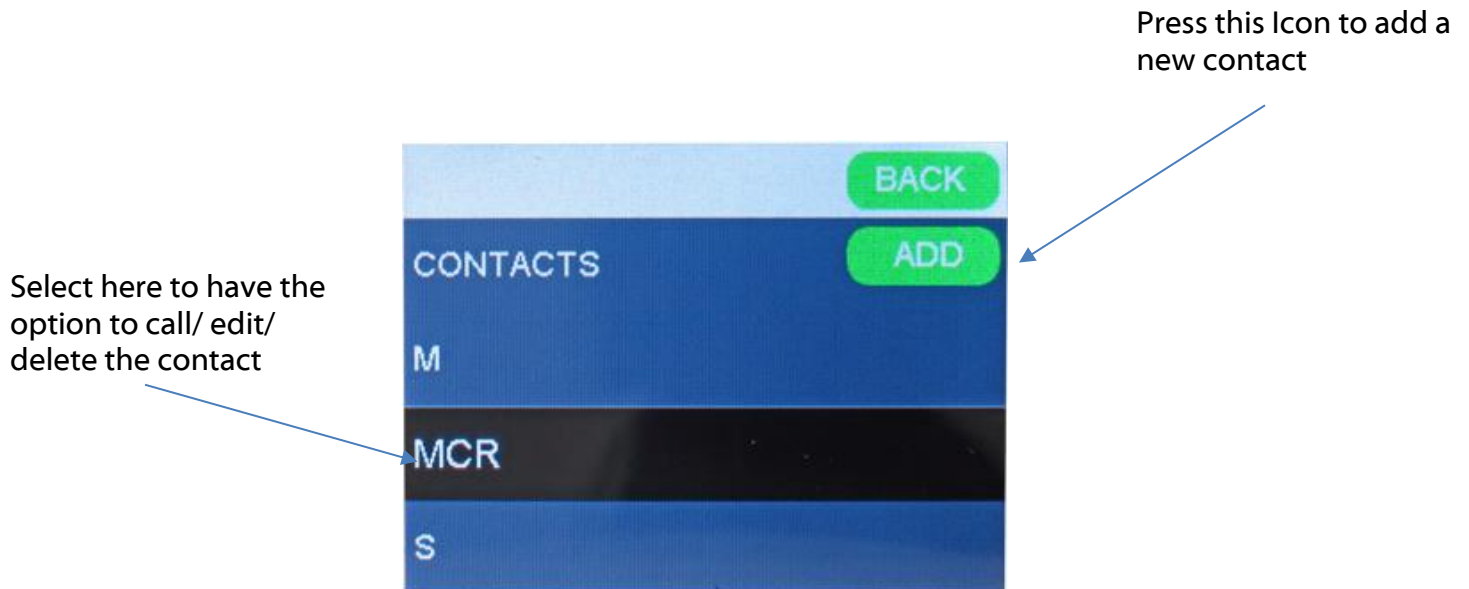 Press this Icon to add a
new contact
BACK
CONTACTS
ADD
Select here to have the
option to call/ edit/
delete the contact
M
MCR
S